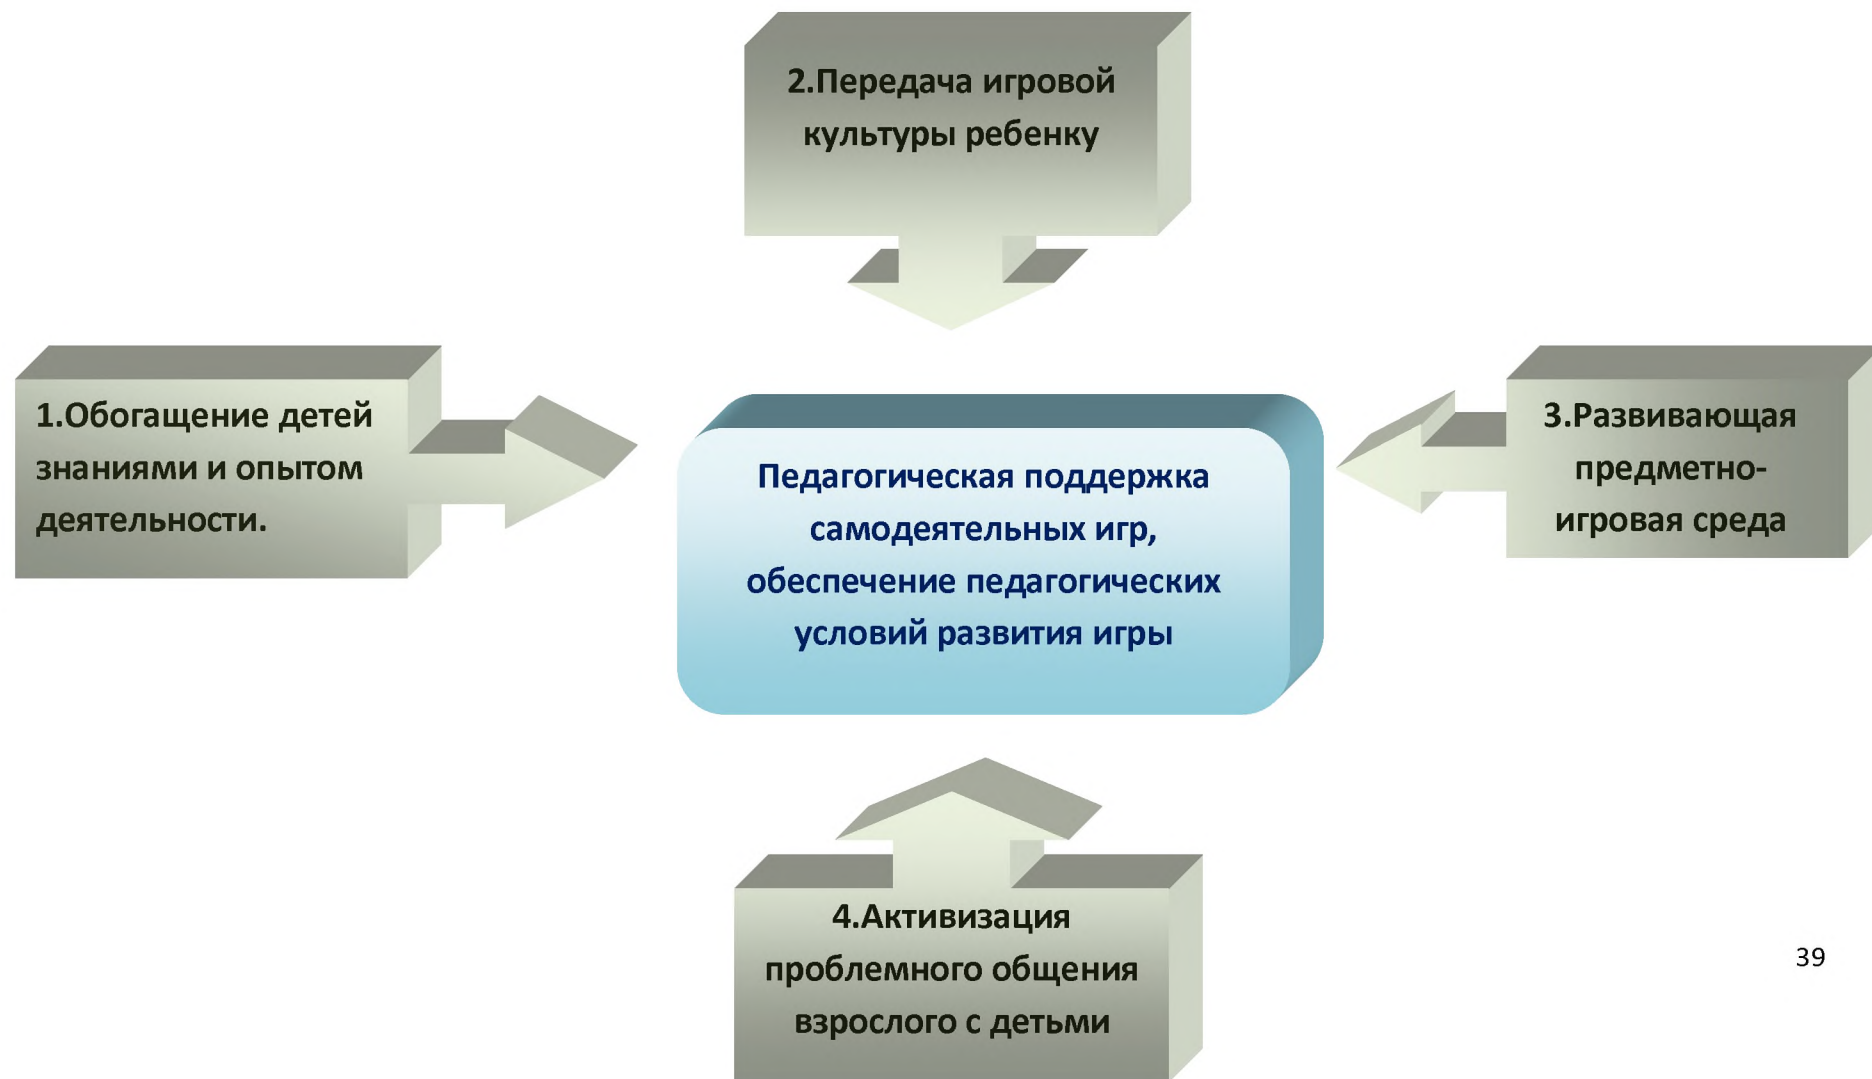 2.Передача игровой
культуры ребенку
1.Обогащение детей
знаниями и опытом
деятельности.
Педагогическая поддержка
самодеятельных игр,
обеспечение педагогических
условий развития игры
3.Развивающая
предметно-
игровая среда
4.Активизация
проблемного общения
взрослого с детьми
39